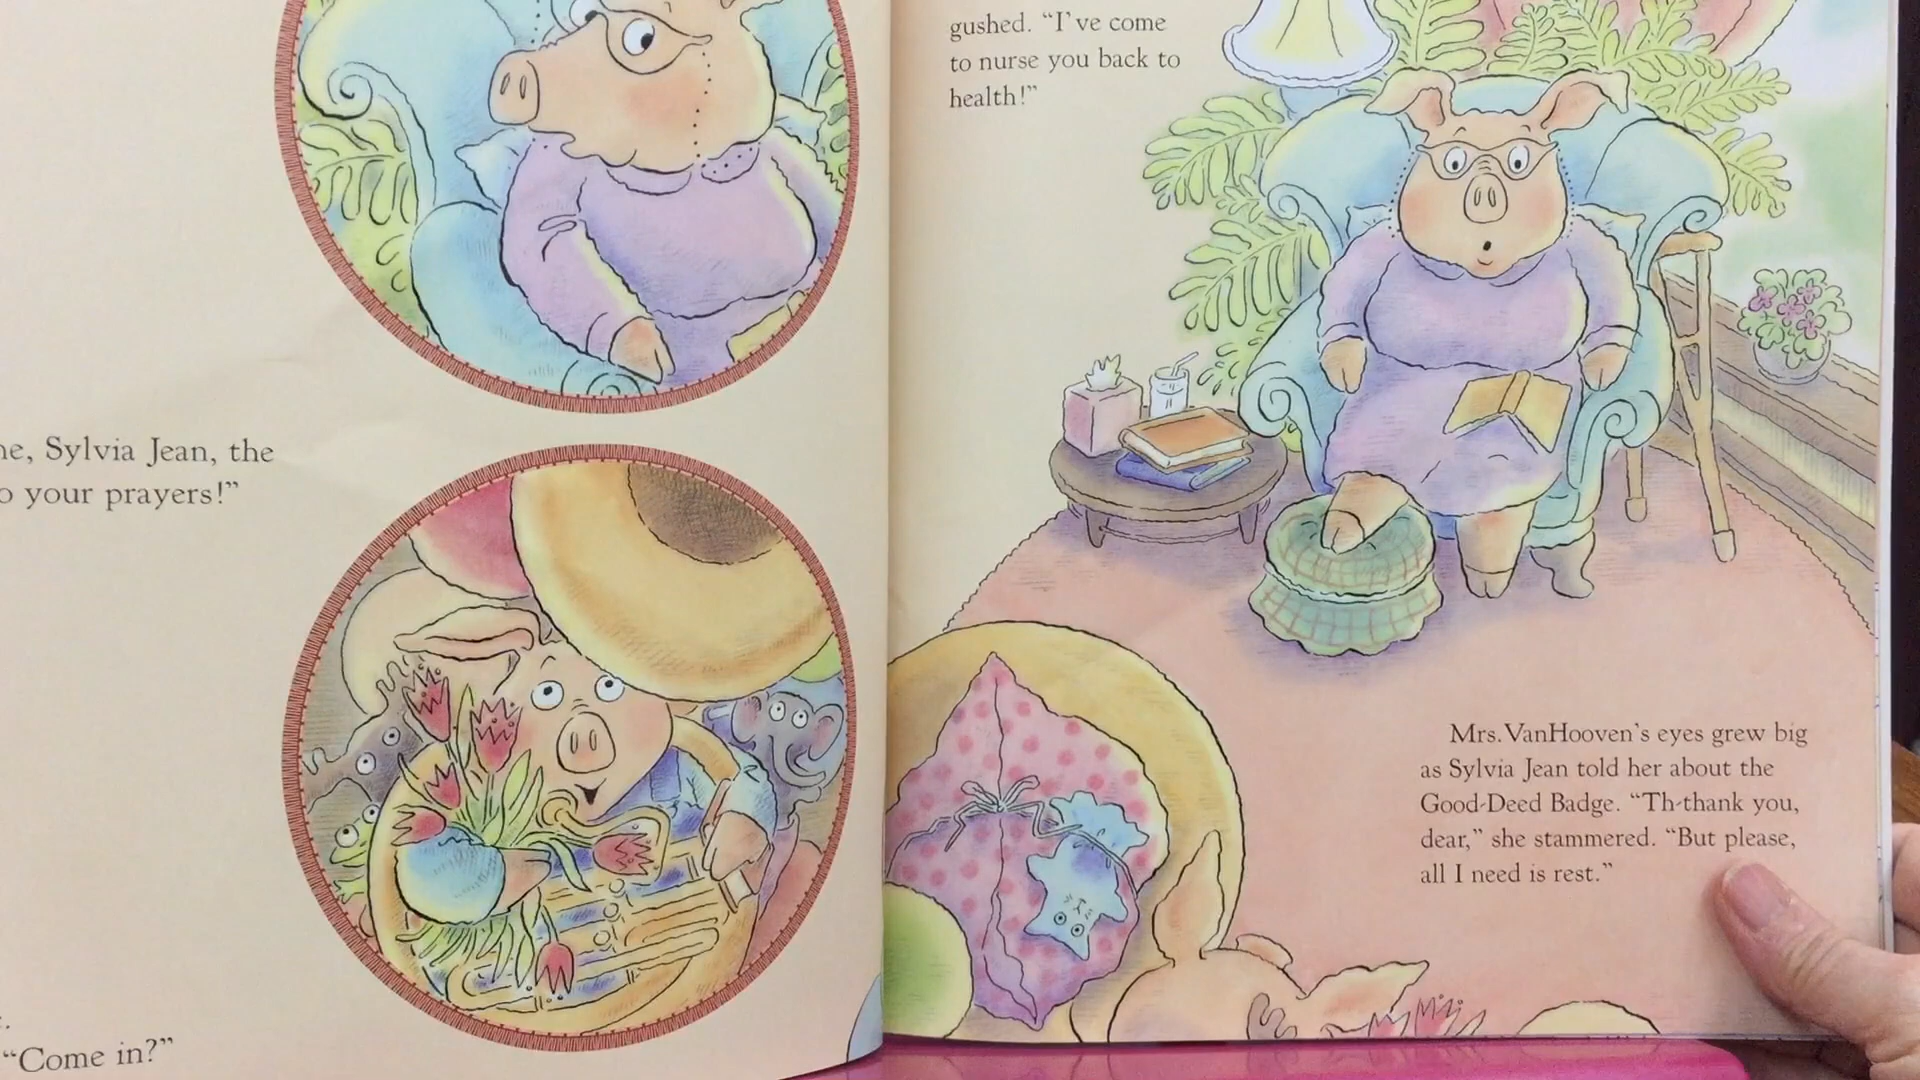 Sylvia Jean, the
your prayers!”
“Come in?”
gushed. “I’ve come
to nurse you back to
health!”
Mrs. VanHooven’s eyes grew big
as Sylvia Jean told her about the
Good-Deed Badge. “Th-thank you,
dear,” she stammered. “But please,
all I need is rest.”